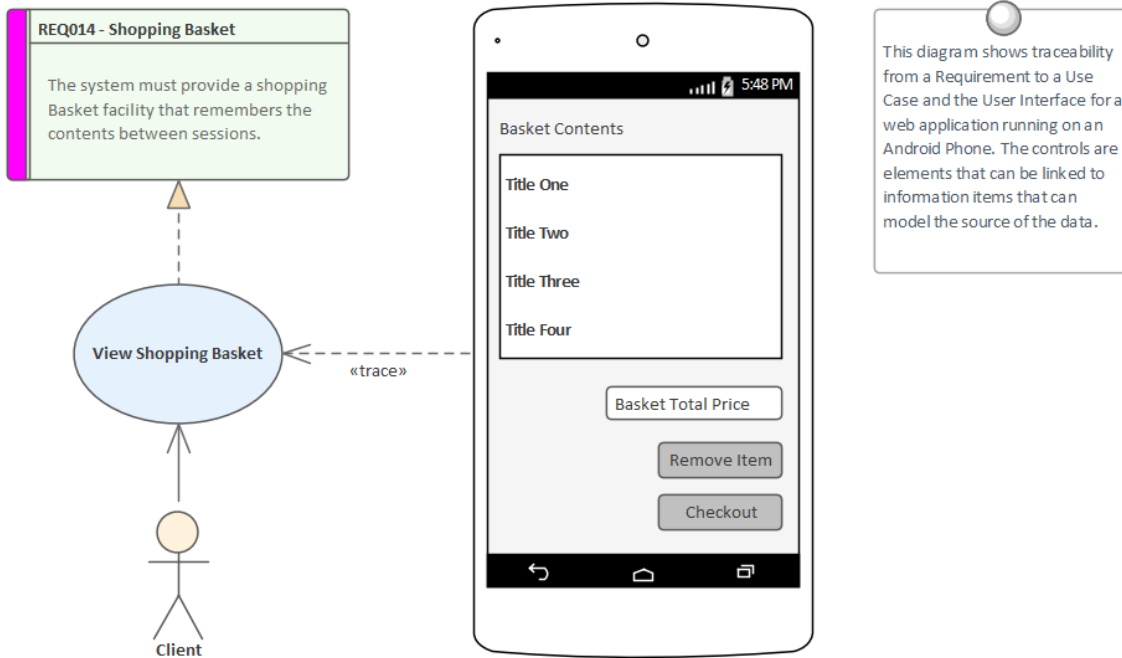 REQ014 - Shopping Basket
The system must provide a shopping
Basket facility that remembers the
contents between sessions.
View Shopping Basket
«trace»
Client
5:48 PM
Basket Contents
Title One
Title Two
Title Three
Title Four
Basket Total Price
Remove Item
Checkout
This diagram shows traceability
from a Requirement to a Use
Case and the User Interface for a
web application running on an
Android Phone. The controls are
elements that can be linked to
information items that can
model the source of the data.